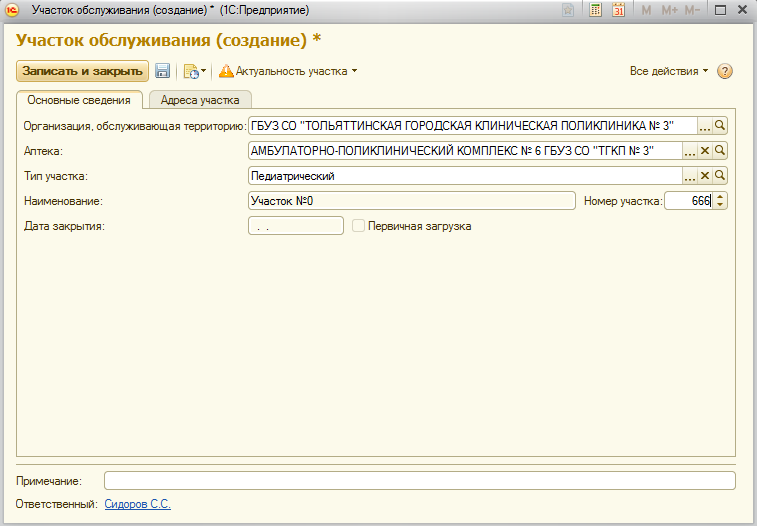 Участок обслуживания (создание) * (1С:Предприятие)
M M+ M−
31
Участок обслуживания (создание) *
Записать и закрыть Актуальность участка Все действия ?
Основные сведения Адреса участка
Организация, обслуживающая территорию: ГБУЗ СО "ТОЛЬЯТТИНСКАЯ ГОРОДСКАЯ КЛИНИЧЕСКАЯ ПОЛИКЛИНИКА № 3" ...
Аптека: АМБУЛАТОРНО-ПОЛИКЛИНИЧЕСКИЙ КОМПЛЕКС № 6 ГБУЗ СО "ТГКП № 3" ...
Тип участка: Педиатрический ...
Наименование: Участок №0 Номер участка: 666
Дата закрытия: . . Первичная загрузка
Примечание:
Ответственный: Сидоров С.С.